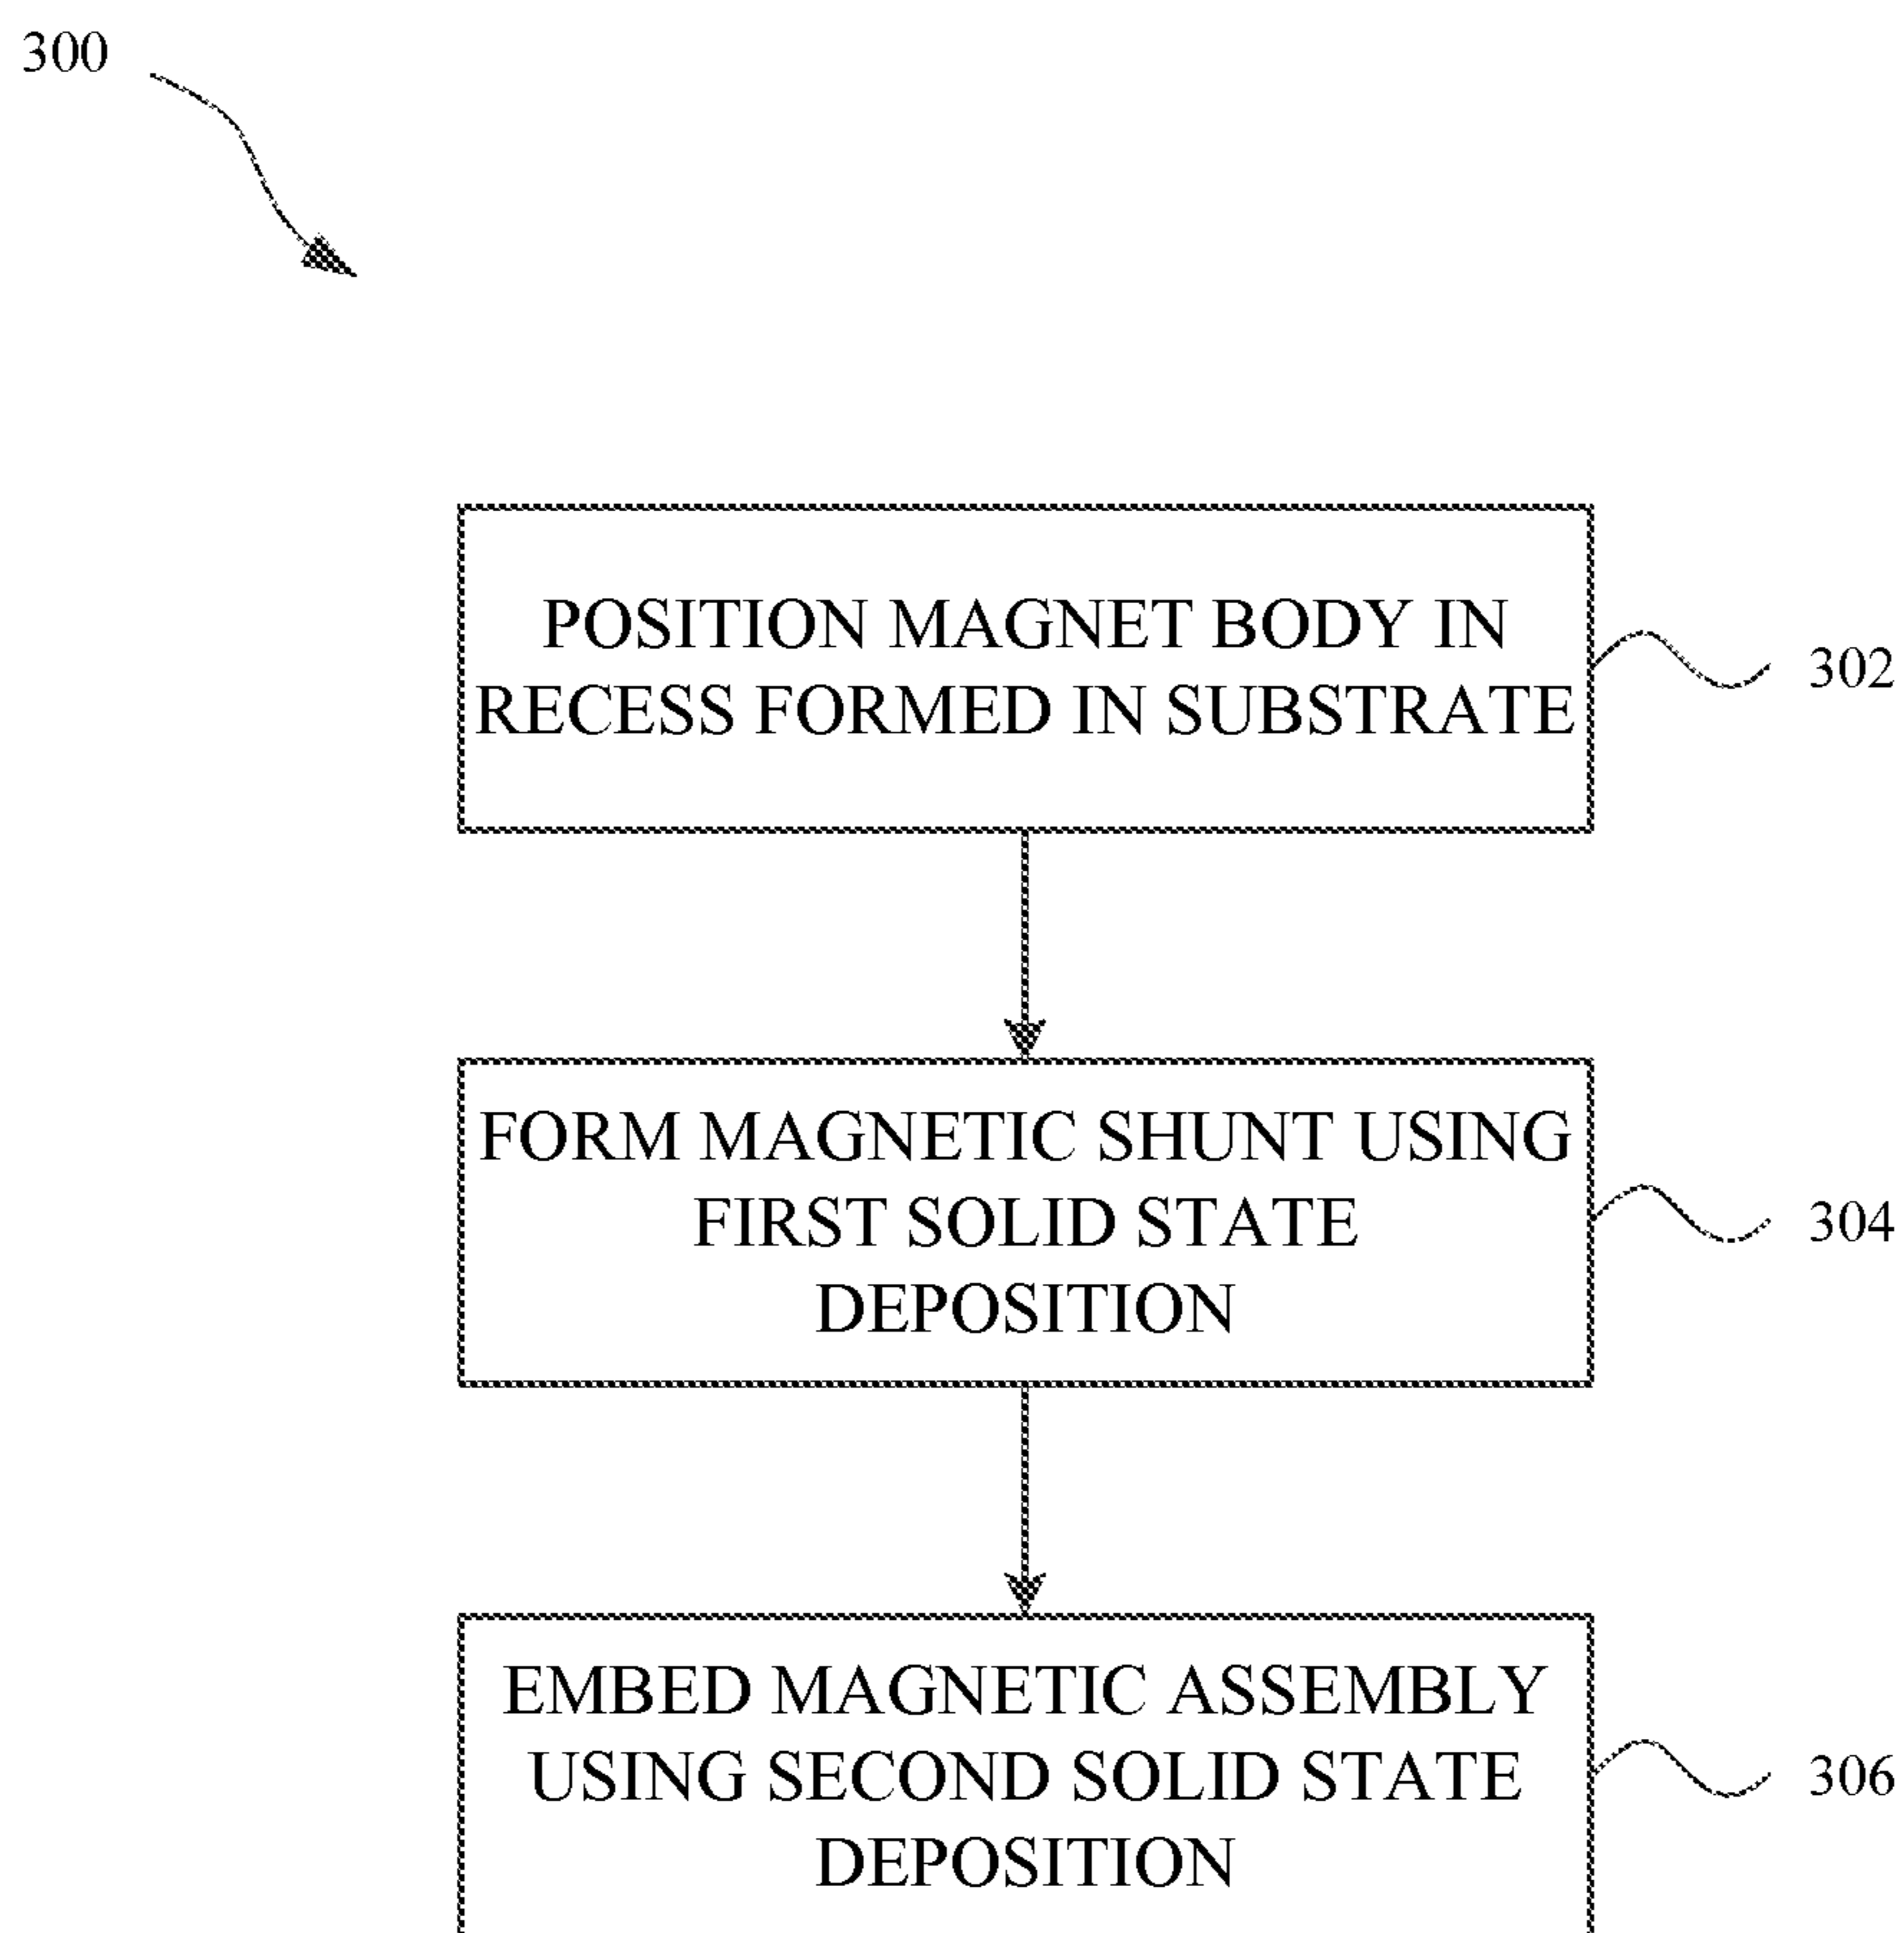 300
POSITION MAGNET BODY IN
RECESS FORMED IN SUBSTRATE
302
FORM MAGNETIC SHUNT USING
FIRST SOLID STATE
DEPOSITION
304
EMBED MAGNETIC ASSEMBLY
USING SECOND SOLID STATE
DEPOSITION
306